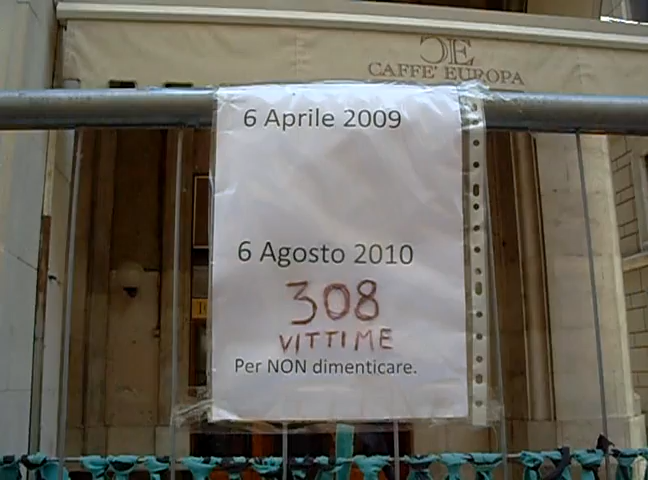 CE
CAFFE' EUROPA
6 Aprile 2009
6 Agosto 2010
308
VITTIME
Per NON dimenticare.